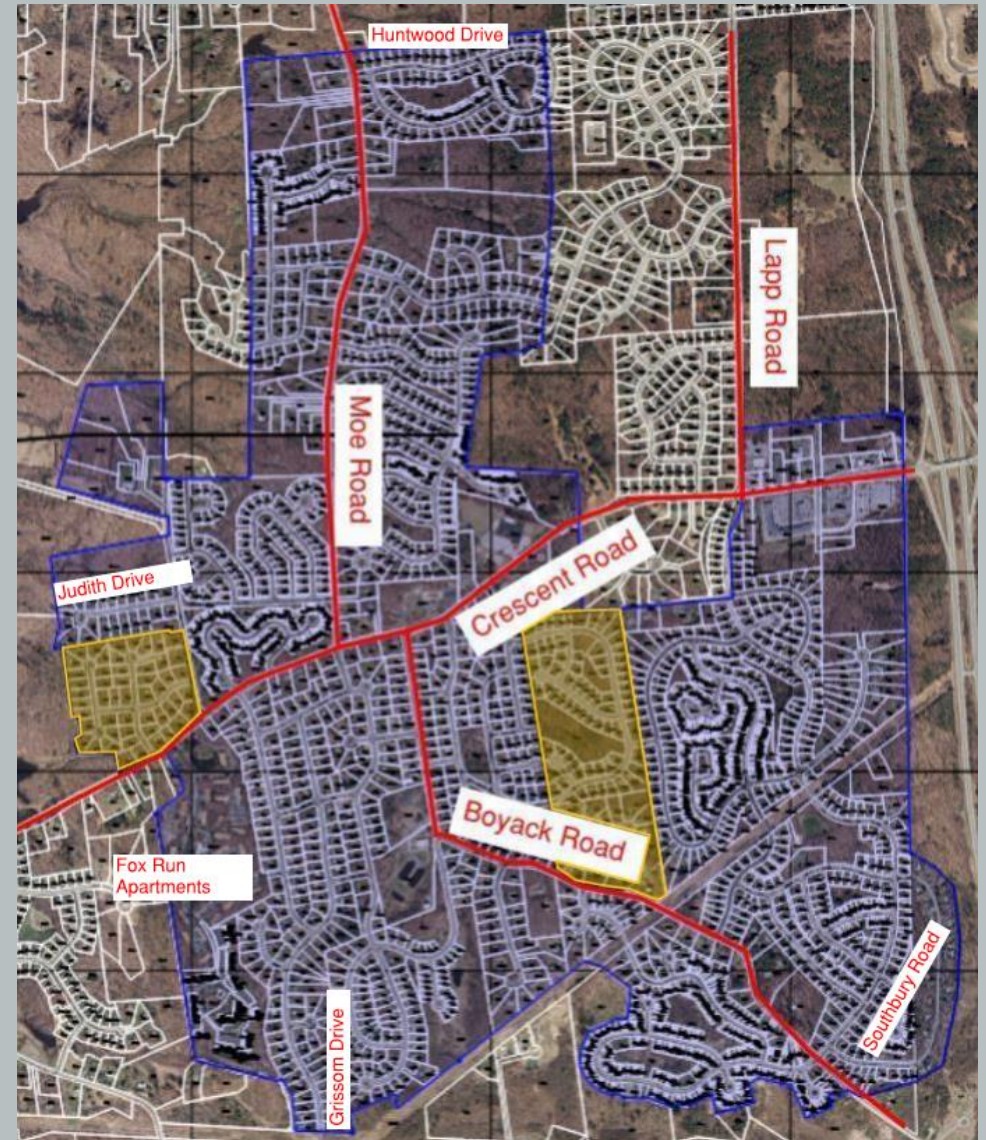 Huntwood Drive
Lapp Road
Moe Road
Crescent Road
Judith Drive
Boyack Road
Fox Run
Apartments
Southbury Road
Grissom Drive